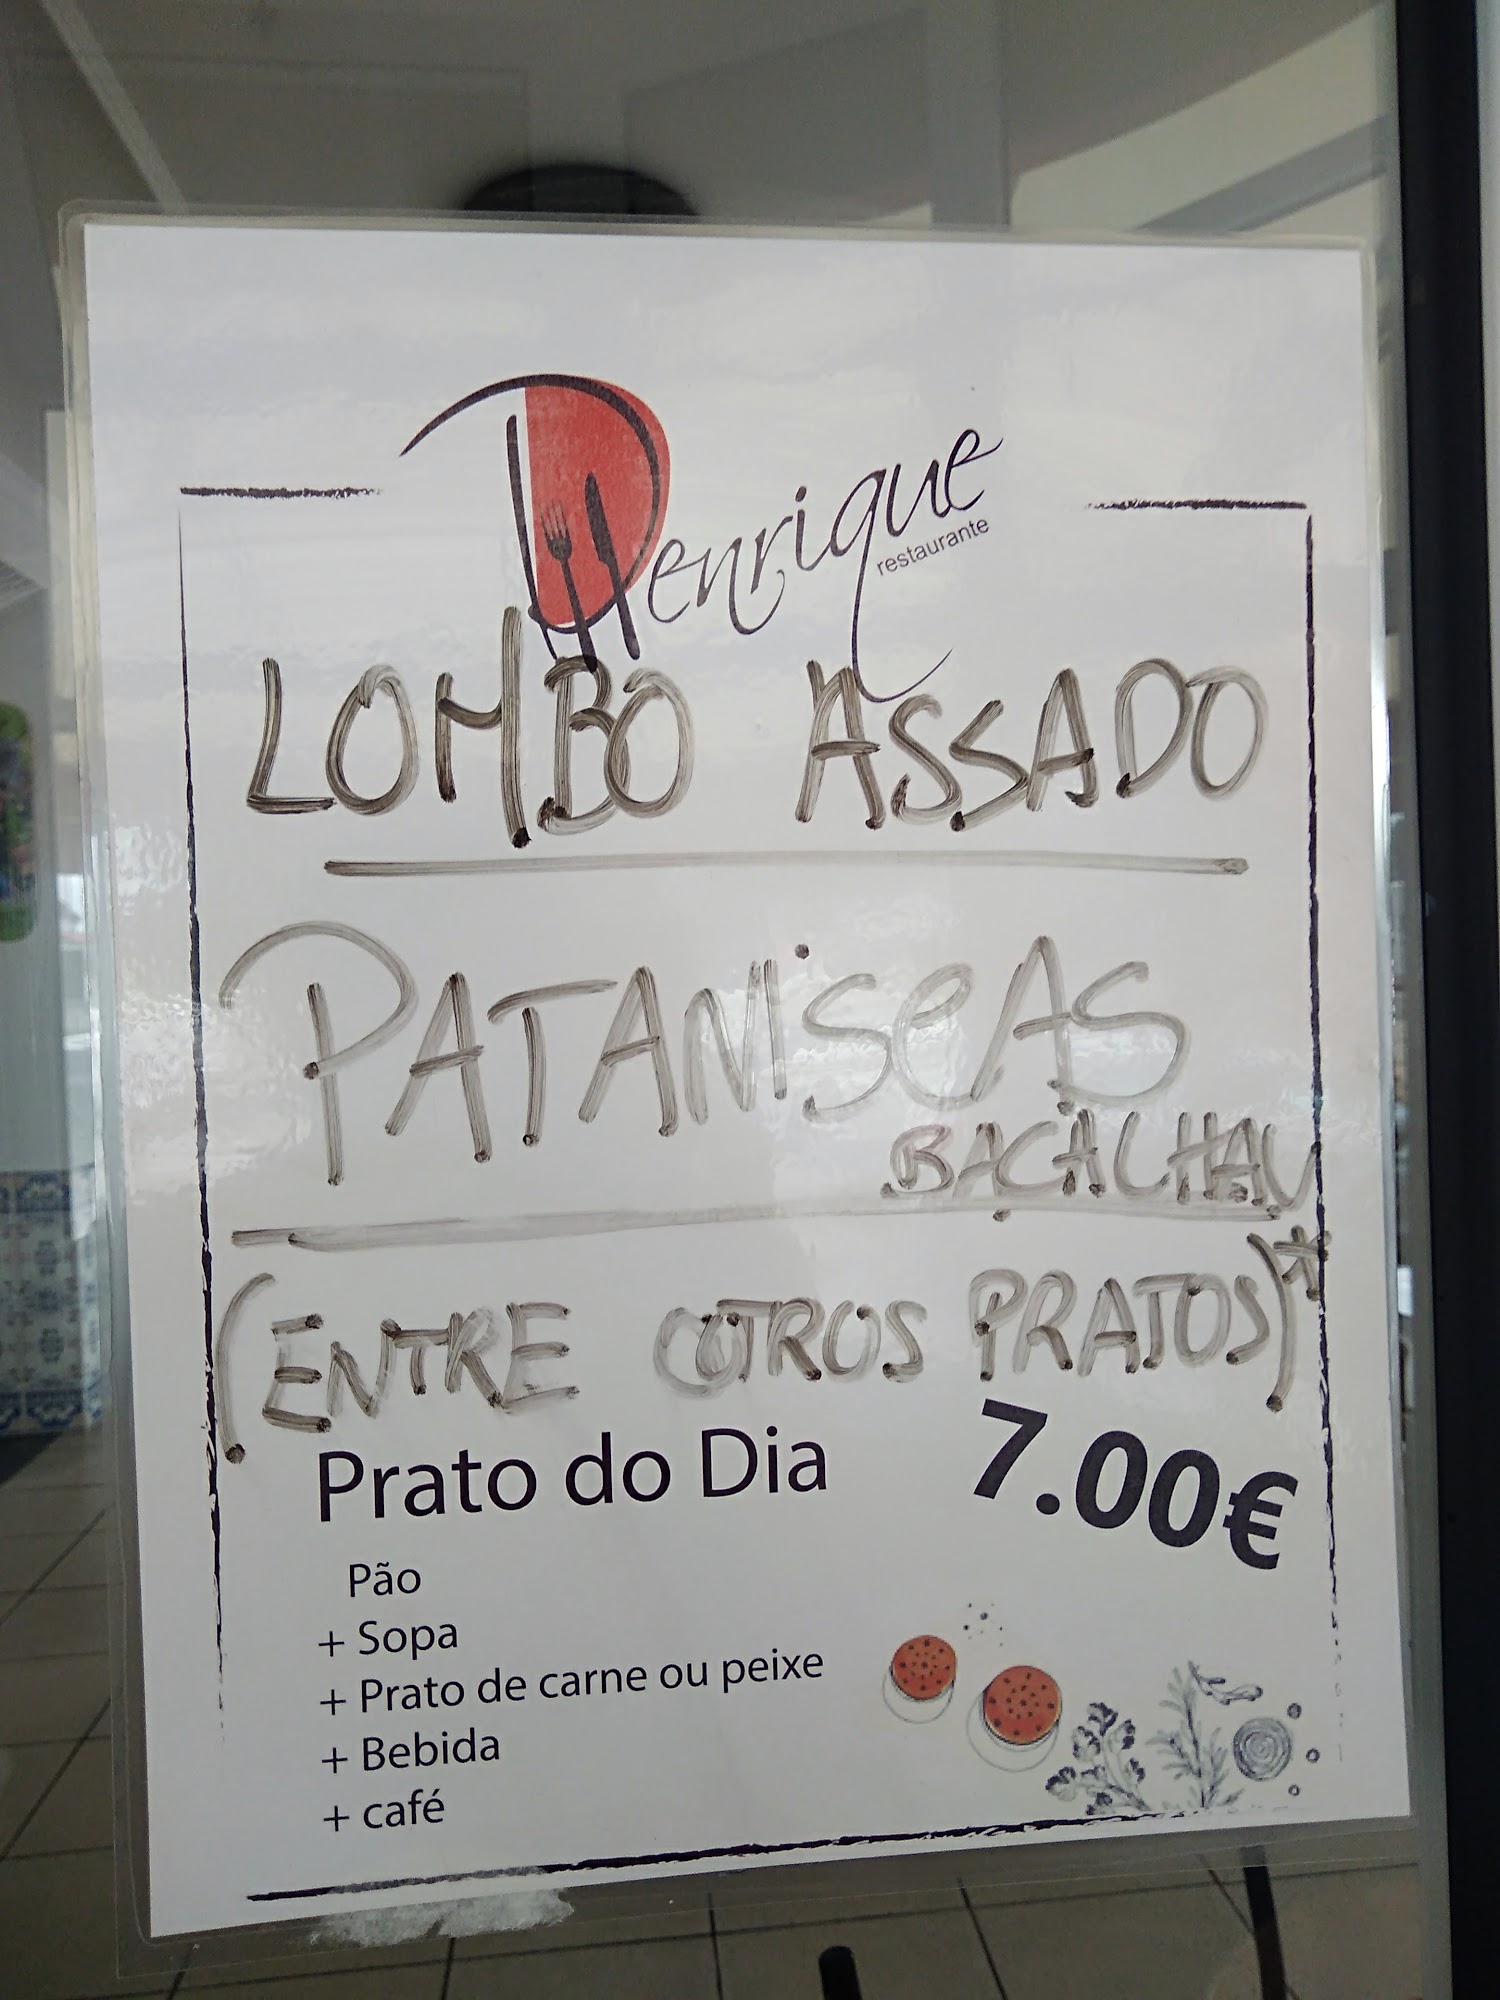 Henrique
restaurante
LOMBO ASSADO
PATANiSCAS
BACALHAU
(ENTRE OUTROS PRATOS)*
Prato do Dia 7.00€
Pão
+ Sopa
+ Prato de carne ou peixe
+ Bebida
+ café